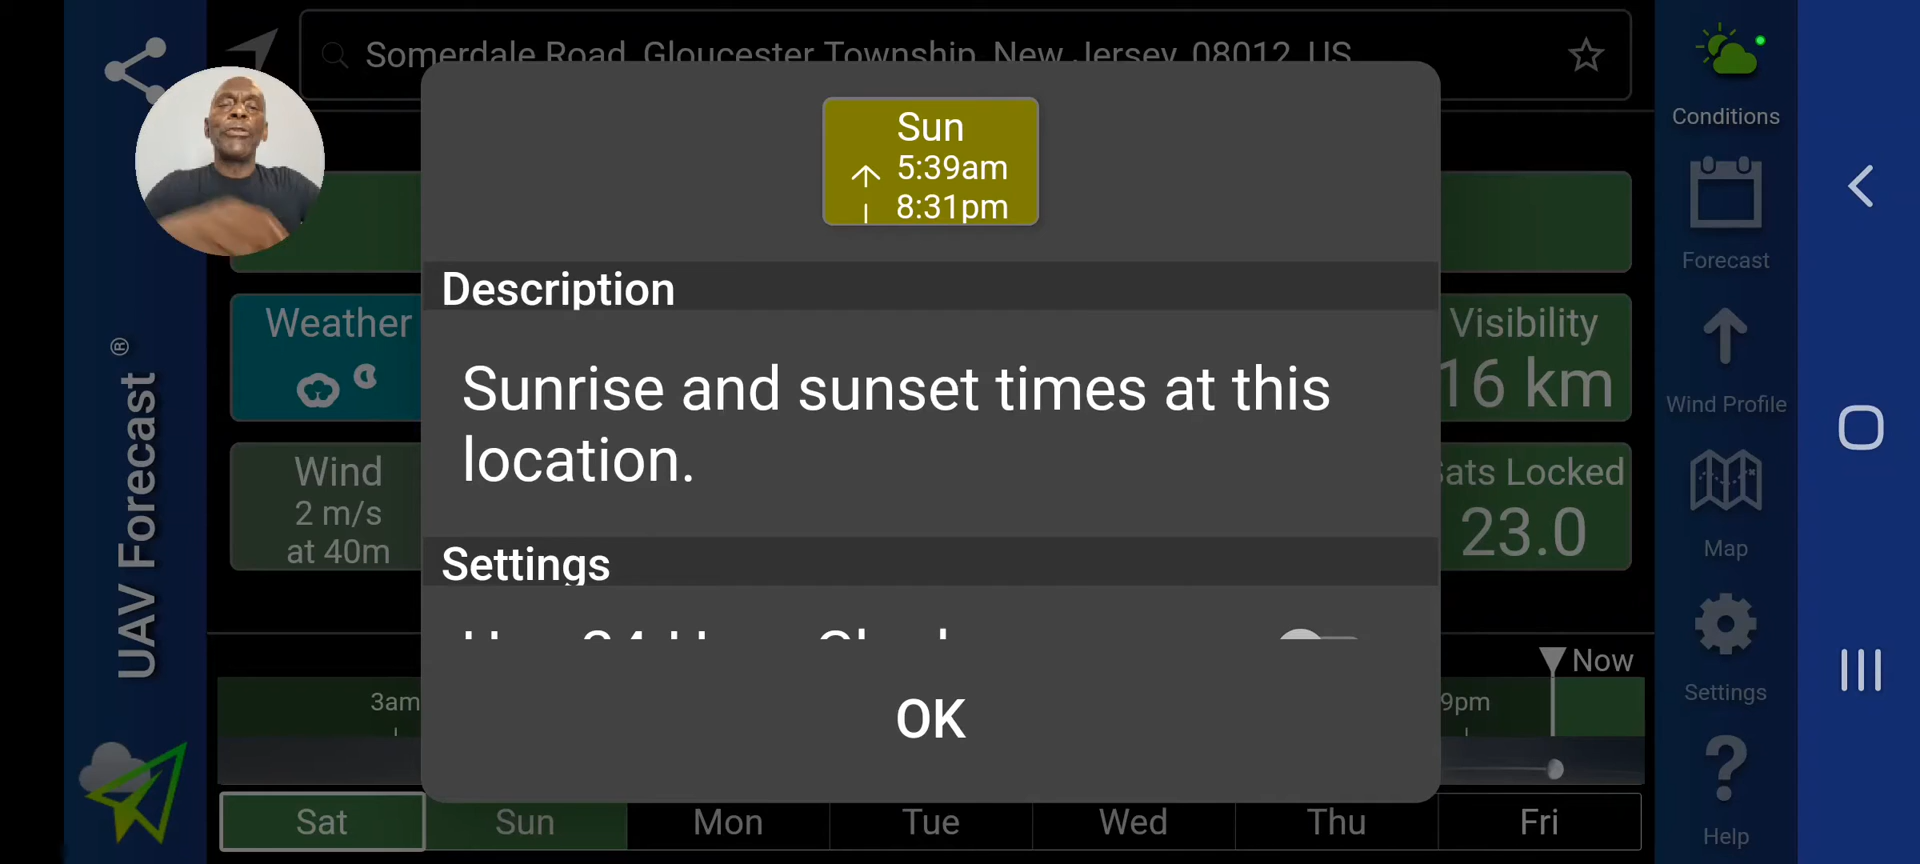 Somerdale Road, Gloucester Township, New Jersey, 08012, US
Sun
5:39am
8:31pm
Description
Sunrise and sunset times at this
location.
Settings
OK
UAV Forecast®
Weather
Wind
2 m/s
at 40m
Visibility
16 km
Sats Locked
23.0
3am
9pm
Now
Sat
Sun
Mon
Tue
Wed
Thu
Fri
Conditions
Forecast
Wind Profile
Map
Settings
Help